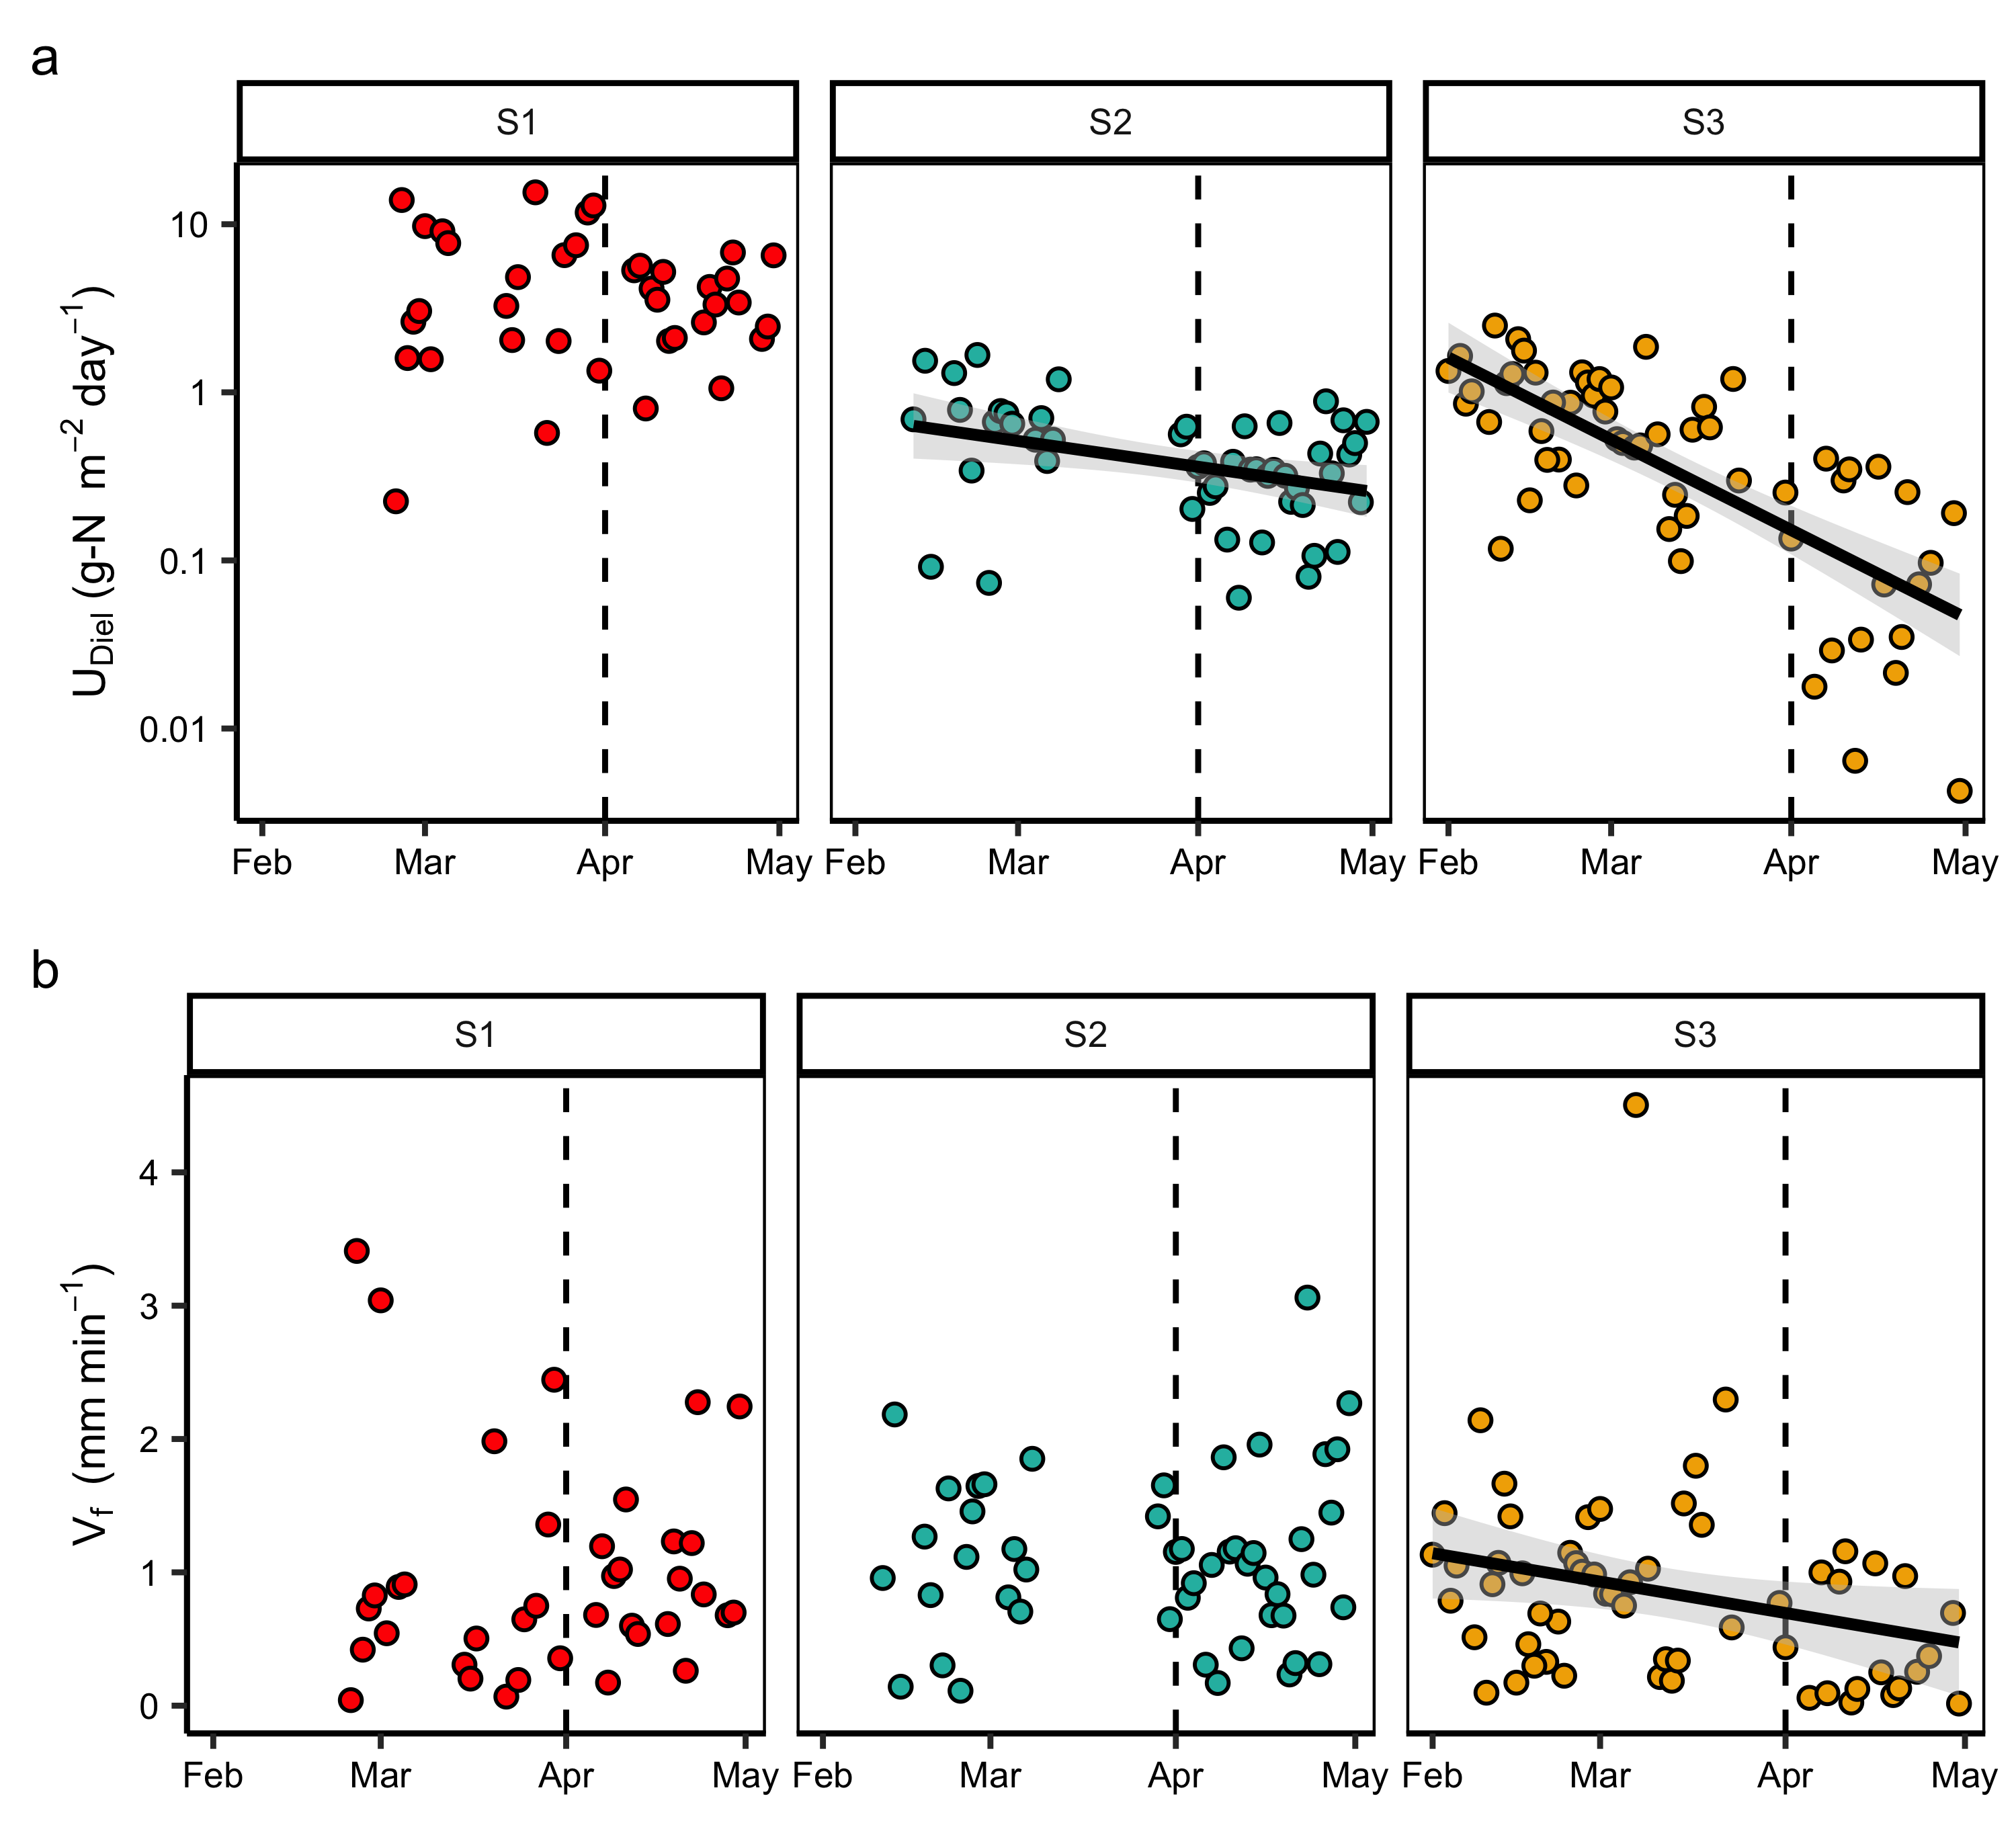 a
S1 S2 S3
U_Diel (g-N m⁻² day⁻¹)
10
1
0.1
0.01
Feb Mar Apr May Feb Mar Apr May Feb Mar Apr May
b
S1 S2 S3
V_f (mm min⁻¹)
4
3
2
1
0
Feb Mar Apr May Feb Mar Apr May Feb Mar Apr May